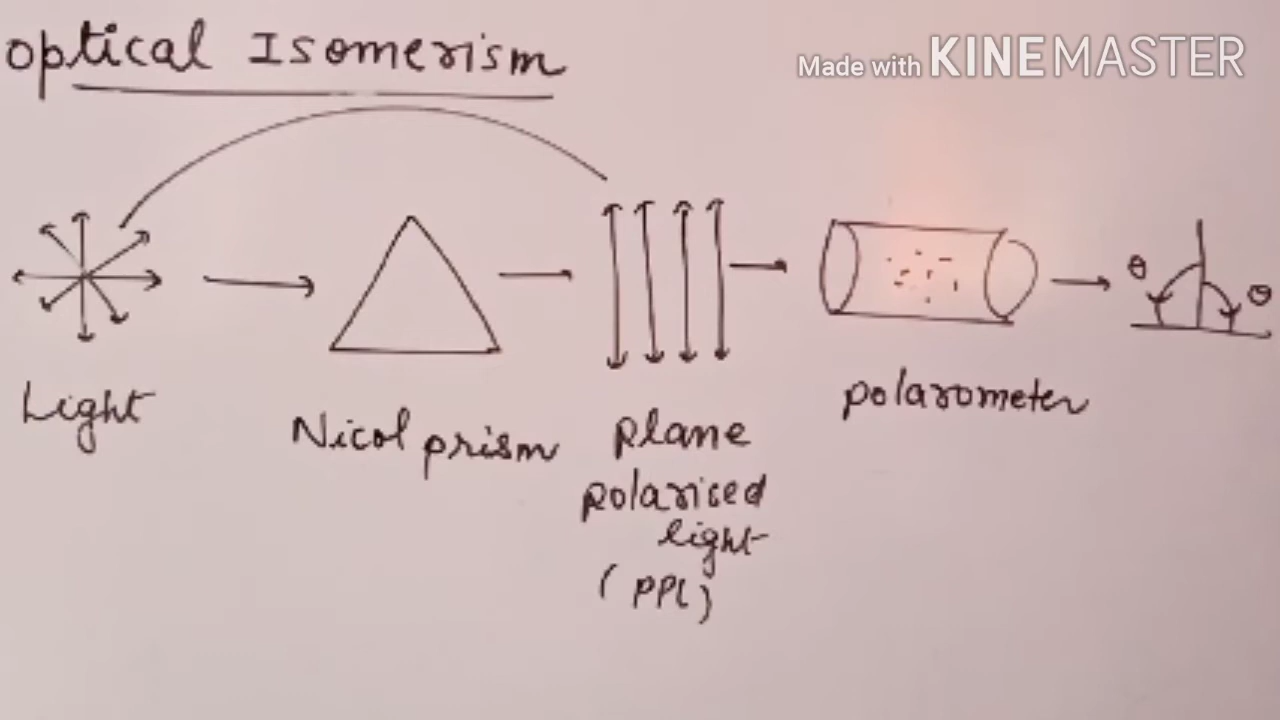 Optical Isomerism
Made with KINEMASTER
Light
Nicol prism
plane
polarised
light
(PPL)
polarometer
θ
θ